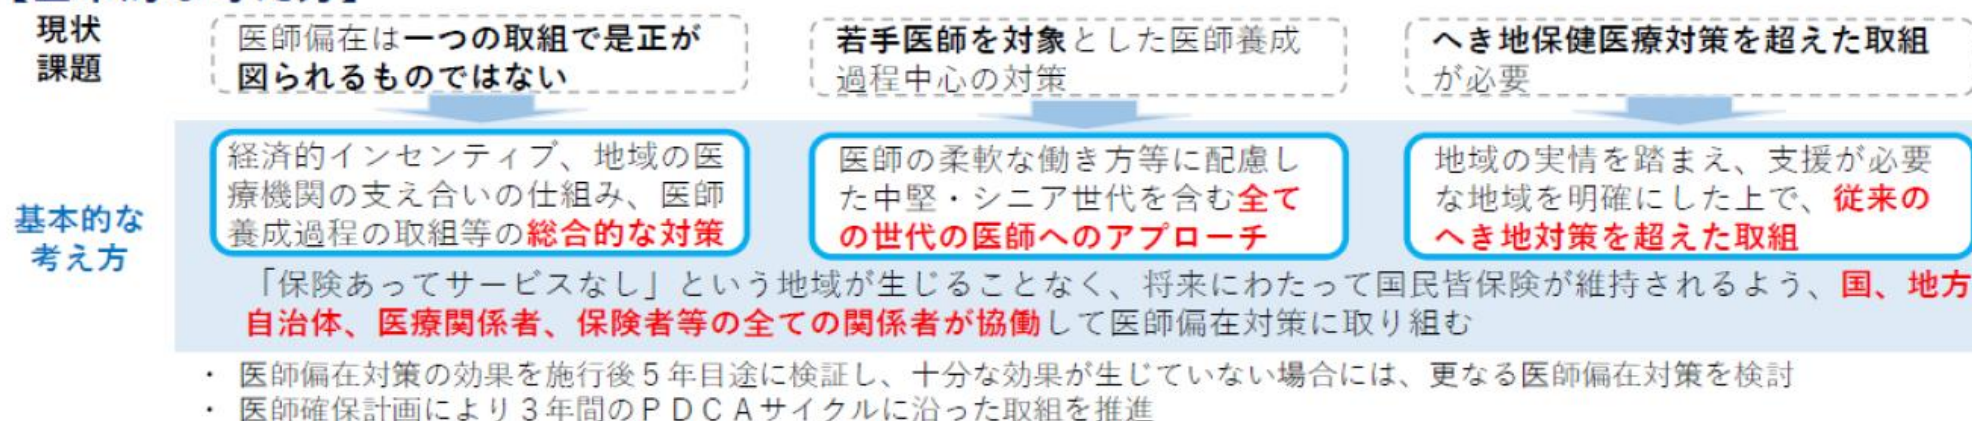 現状
課題
医師偏在は一つの取組で是正が
図られるものではない
若手医師を対象とした医師養成
過程中心の対策
へき地保健医療対策を超えた取組
が必要
基本的な
考え方
経済的インセンティブ、地域の医
療機関の支え合いの仕組み、医師
養成過程の取組等の総合的な対策
医師の柔軟な働き方等に配慮し
た中堅・シニア世代を含む全て
の世代の医師へのアプローチ
地域の実情を踏まえ、支援が必要
な地域を明確にした上で、従来の
へき地対策を超えた取組
「保険あってサービスなし」という地域が生じることなく、将来にわたって国民皆保険が維持されるよう、国、地方
自治体、医療関係者、保険者等の全ての関係者が協働して医師偏在対策に取り組む
・ 医師偏在対策の効果を施行後5年目途に検証し、十分な効果が生じていない場合には、更なる医師偏在対策を検討
・ 医師確保計画により3年間のPDCAサイクルに沿った取組を推進